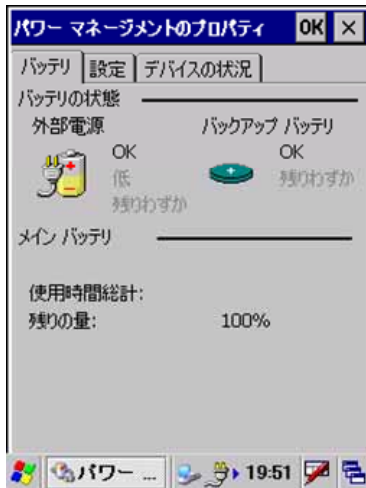 パワー マネージメントのプロパティ OK ×
バッテリ 設定 デバイスの状況
バッテリの状態
外部電源 バックアップ バッテリ
OK OK
低 残りわずか
残りわずか
メイン バッテリ
使用時間総計:
残りの量: 100%
パワー ... 19:51